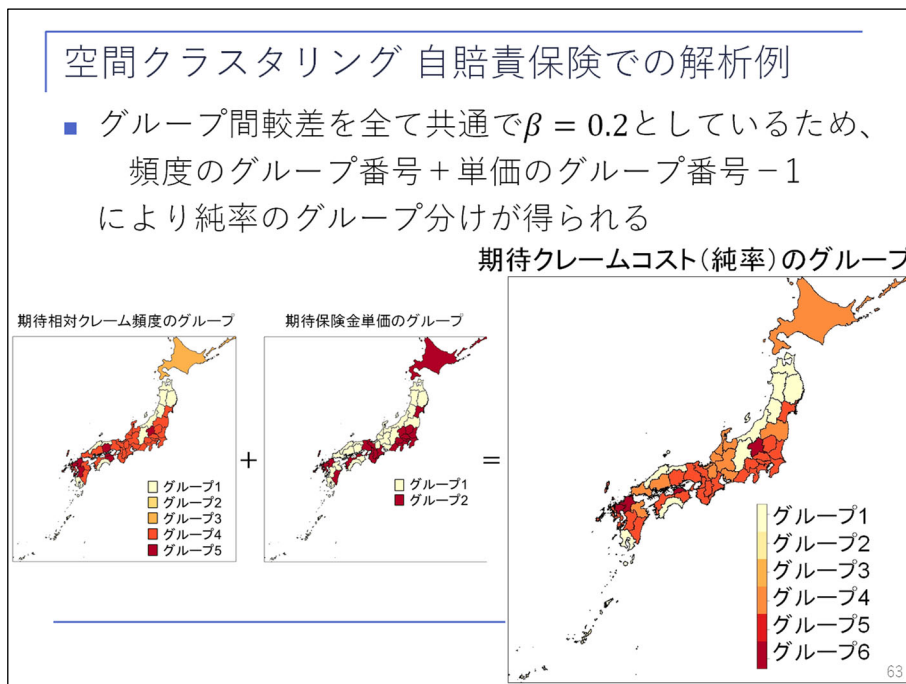 空間クラスタリング 自賠責保険での解析例
■ グループ間較差を全て共通でβ = 0.2としているため、
頻度のグループ番号＋単価のグループ番号－1
により純率のグループ分けが得られる
期待クレームコスト(純率)のグループ
期待相対クレーム頻度のグループ
グループ1
グループ2
グループ3
グループ4
グループ5
+
期待保険金単価のグループ
グループ1
グループ2
=
グループ1
グループ2
グループ3
グループ4
グループ5
グループ6
63